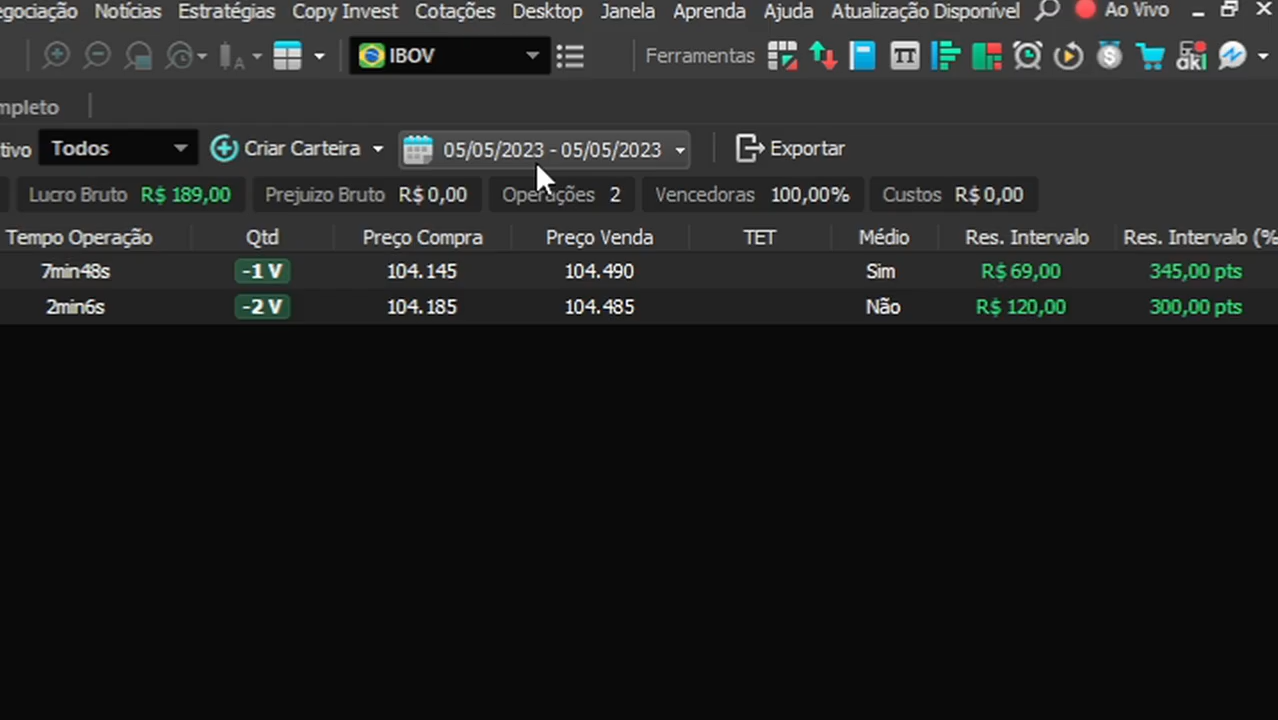 egociação Notícias Estratégias Copy Invest Cotações Desktop Janela Aprenda Ajuda Atualização Disponível Ao Vivo
IBOV Ferramentas
mpleto
tivo Todos Criar Carteira 05/05/2023 - 05/05/2023 Exportar
Lucro Bruto R$ 189,00 Prejuizo Bruto R$ 0,00 Operações 2 Vencedoras 100,00% Custos R$ 0,00
Tempo Operação Qtd Preço Compra Preço Venda TET Médio Res. Intervalo Res. Intervalo (%
7min48s -1 V 104.145 104.490 Sim R$ 69,00 345,00 pts
2min6s -2 V 104.185 104.485 Não R$ 120,00 300,00 pts